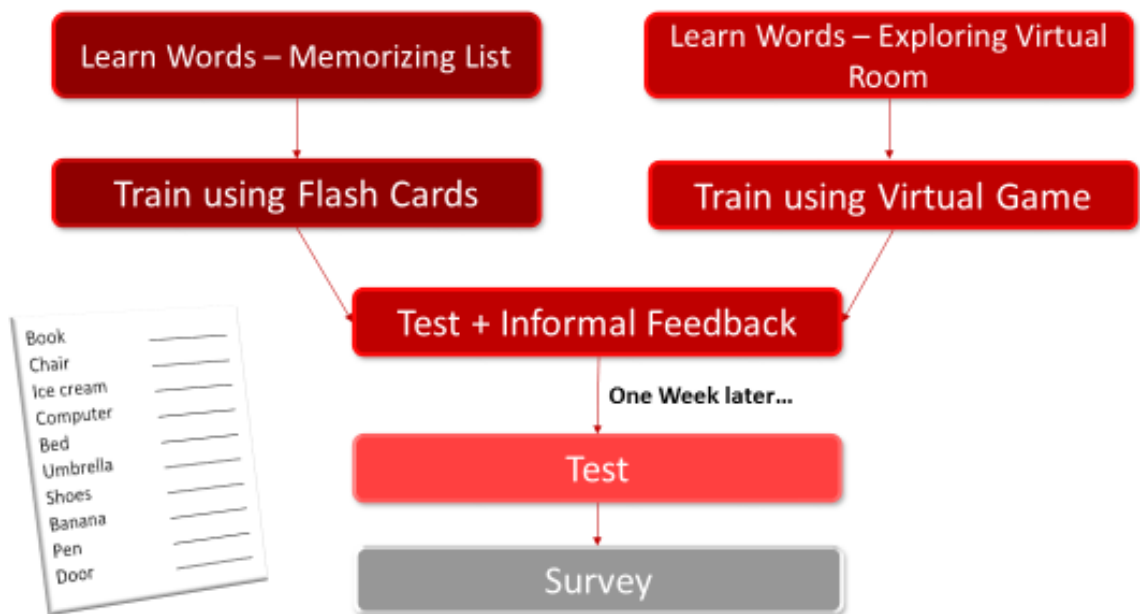 Learn Words – Memorizing List
Learn Words – Exploring Virtual
Room
Train using Flash Cards
Train using Virtual Game
Test + Informal Feedback
One Week later...
Test
Survey
Book
Chair
Ice cream
Computer
Bed
Umbrella
Shoes
Banana
Pen
Door